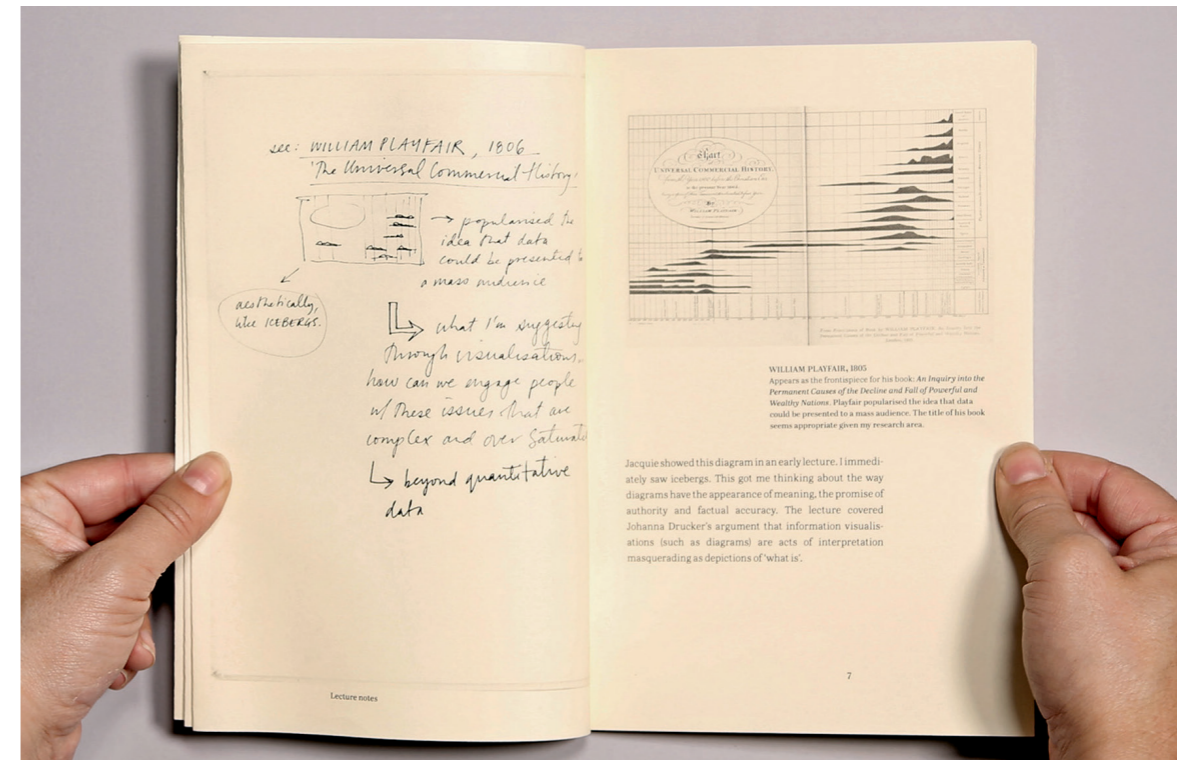 see: WILLIAM PLAYFAIR, 1806
'The Universal Commercial History'
→ popularised the
idea that data
could be presented to
a mass audience
aesthetically,
like ICEBERGS.
what I'm suggesting
through visualisations
how can we engage people
w/ these issues that are
complex and over saturated
beyond quantitative
data
Lecture notes
Chart
UNIVERSAL COMMERCIAL HISTORY
By
WILLIAM PLAYFAIR
WILLIAM PLAYFAIR, 1805
Appears as the frontispiece for his book: An Inquiry into the
Permanent Causes of the Decline and Fall of Powerful and
Wealthy Nations. Playfair popularised the idea that data
could be presented to a mass audience. The title of his book
seems appropriate given my research area.
Jacquie showed this diagram in an early lecture. I immedi-
ately saw icebergs. This got me thinking about the way
diagrams have the appearance of meaning, the promise of
authority and factual accuracy. The lecture covered
Johanna Drucker's argument that information visualis-
ations (such as diagrams) are acts of interpretation
masquerading as depictions of 'what is'.
7